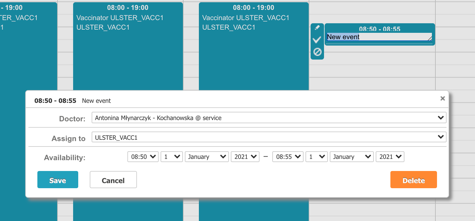 - 19:00
08:00 - 19:00
08:00 - 19:00
Vaccinator ULSTER_VACC1
ULSTER_VACC1
Vaccinator ULSTER_VACC1
ULSTER_VACC1
TER_VACC1
1
08:50 - 08:55
New event
08:50 - 08:55 New event
Doctor: Antonina Młynarczyk - Kochanowska @ service
Assign to ULSTER_VACC1
Availability: 08:50 1 January 2021 – 08:55 1 January 2021
Save Cancel Delete